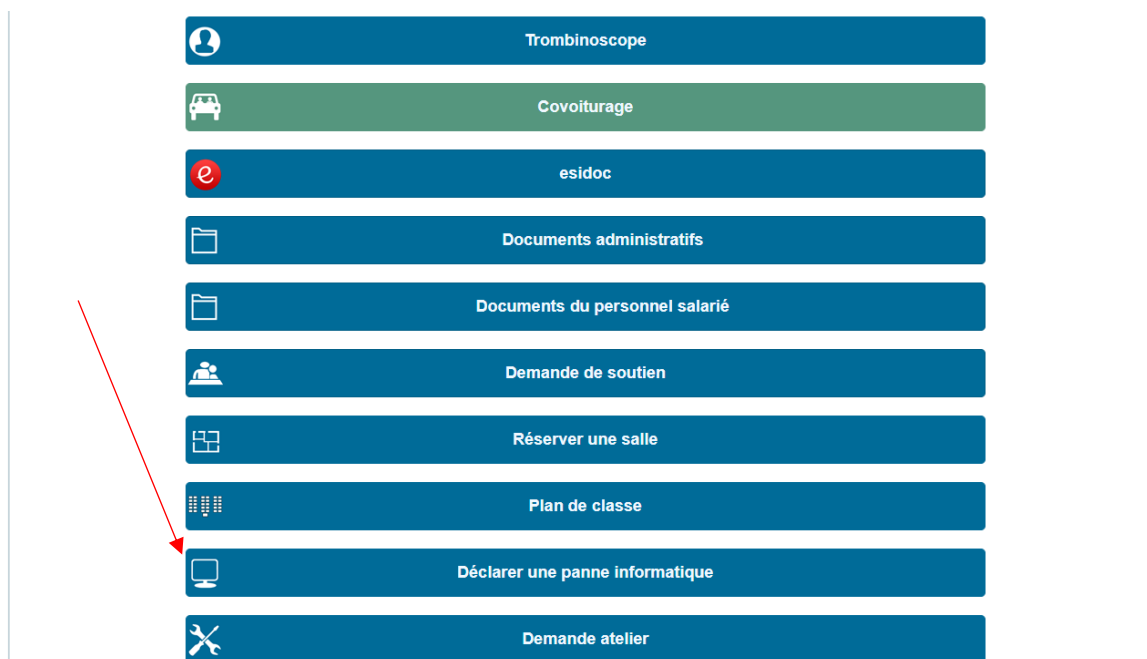 Trombinoscope
Covoiturage
e
esidoc
Documents administratifs
Documents du personnel salarié
Demande de soutien
Réserver une salle
Plan de classe
Déclarer une panne informatique
Demande atelier